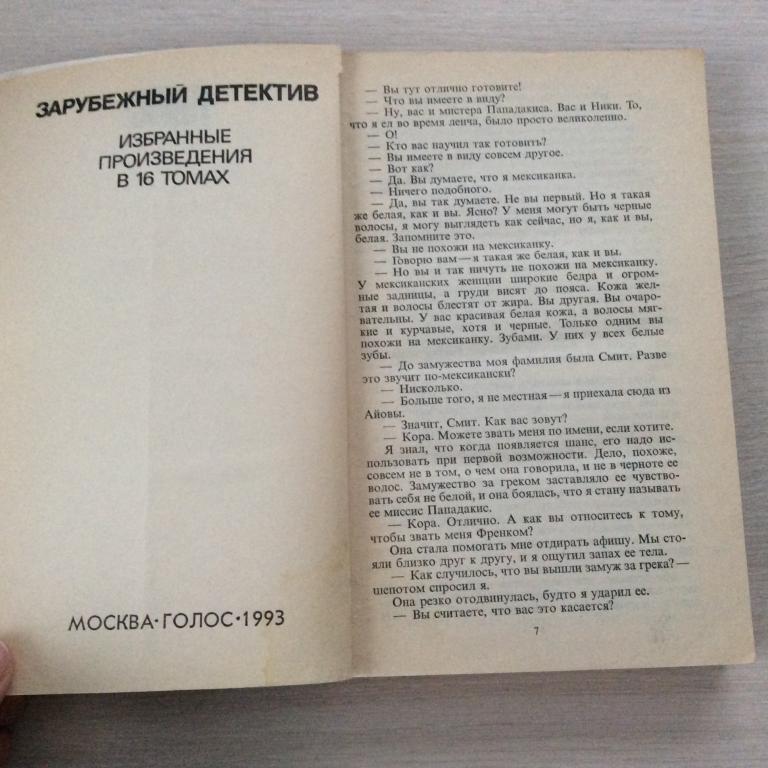 ЗАРУБЕЖНЫЙ ДЕТЕКТИВ
ИЗБРАННЫЕ
ПРОИЗВЕДЕНИЯ
В 16 ТОМАХ
МОСКВА·ГОЛОС·1993
— Вы тут отлично готовите!
— Что вы имеете в виду?
— Ну, вас и мистера Пападакиса. Вас и Ники. То,
что я ел во время ленча, было просто великолепно.
— О!
— Кто вас научил так готовить?
— Вы имеете в виду совсем другое.
— Вот как?
— Да. Вы думаете, что я мексиканка.
— Ничего подобного.
— Да, вы так думаете. Не вы первый. Но я такая
же белая, как и вы. Ясно? У меня могут быть черные
волосы, я могу выглядеть как сейчас, но я, как и вы,
белая. Запомните это.
— Вы не похожи на мексиканку.
— Говорю вам — я такая же белая, как и вы.
— Но вы и так ничуть не похожи на мексиканку.
У мексиканских женщин широкие бедра и огром-
ные задницы, а груди висят до пояса. Кожа жел-
тая и волосы блестят от жира. Вы другая. Вы очаро-
вательны. У вас красивая белая кожа, а волосы мяг-
кие и курчавые, хотя и черные. Только одним вы
похожи на мексиканку. Зубами. У них у всех белые
зубы.
— До замужества моя фамилия была Смит. Разве
это звучит по-мексикански?
— Нисколько.
— Больше того, я не местная — я приехала сюда из
Айовы.
— Значит, Смит. Как вас зовут?
— Кора. Можете звать меня по имени, если хотите.
Я знал, что когда появляется шанс, его надо ис-
пользовать при первой возможности. Дело, похоже,
совсем не в том, о чем она говорила, и не в черноте ее
волос. Замужество за греком заставляло ее чувство-
вать себя не белой, и она боялась, что я стану называть
ее миссис Пападакис.
— Кора. Отлично. А как вы относитесь к тому,
чтобы звать меня Френком?
Она стала помогать мне отдирать афишу. Мы сто-
яли близко друг к другу, и я ощутил запах ее тела.
— Как случилось, что вы вышли замуж за грека? —
шепотом спросил я.
Она резко отодвинулась, будто я ударил ее.
— Вы считаете, что вас это касается?
7